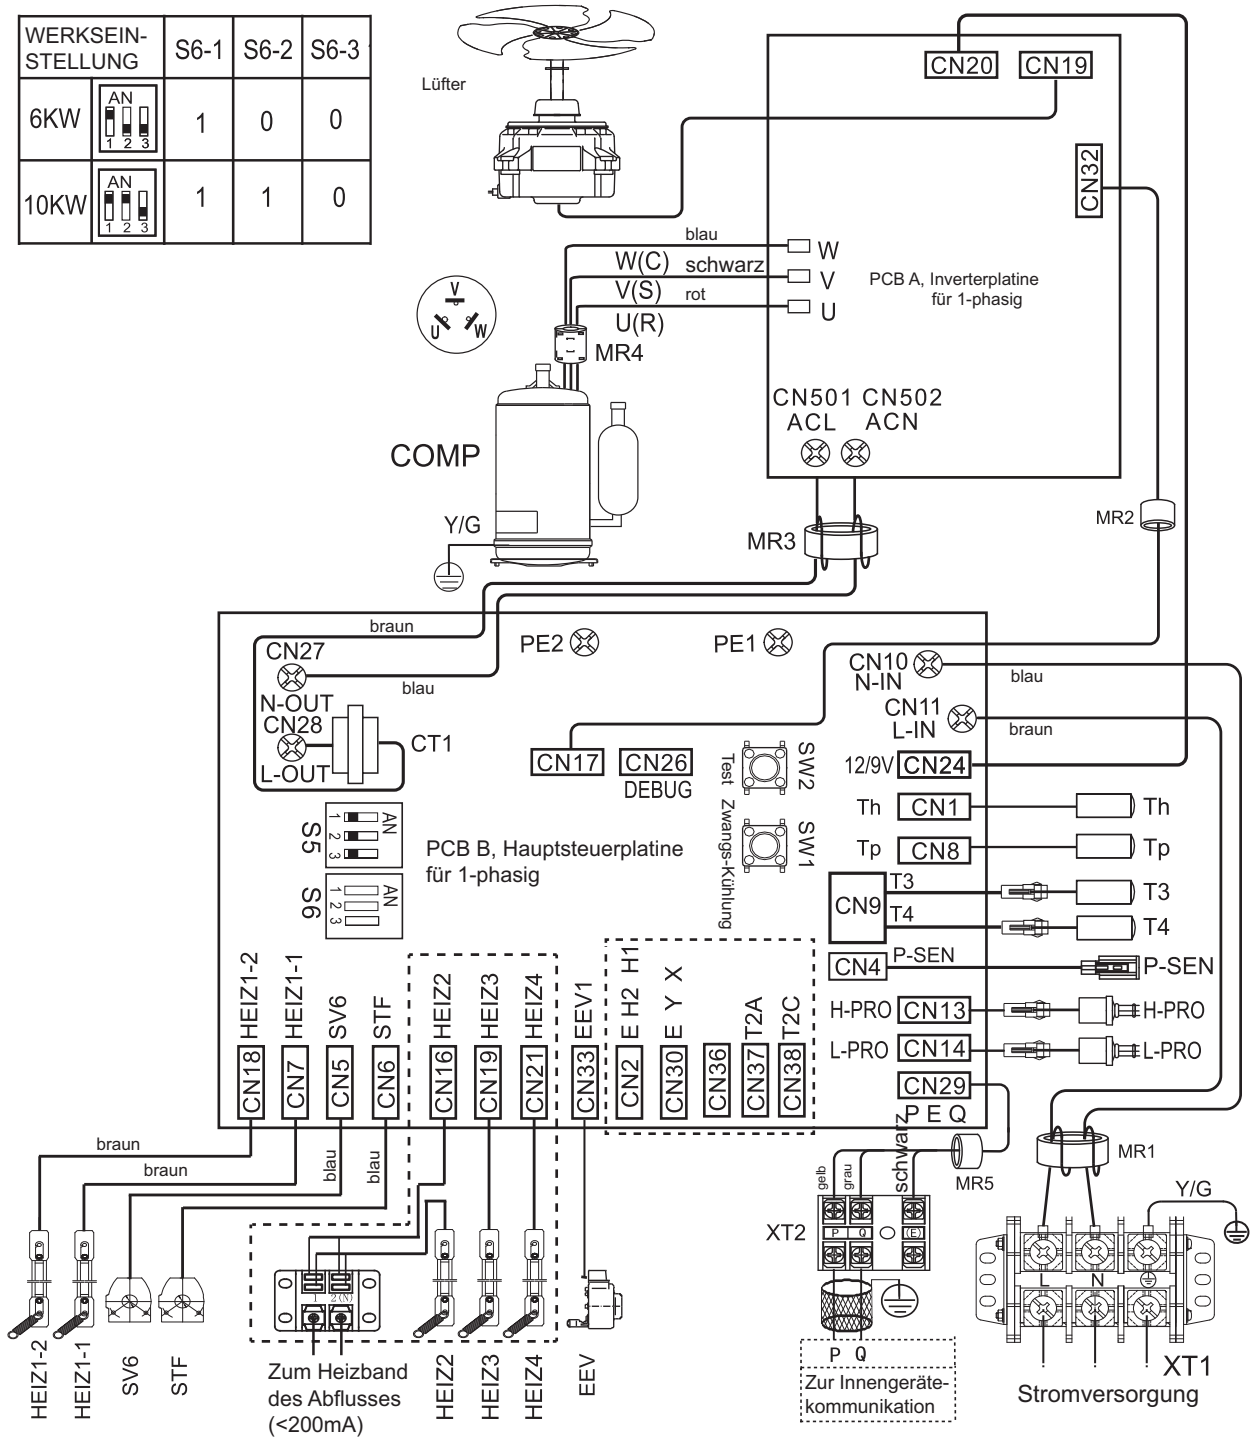 WERKSEIN-
STELLUNG
S6-1
S6-2
S6-3
6KW
AN
1 2 3
1
0
0
10KW
AN
1 2 3
1
1
0
Lüfter
CN20
CN19
CN32
blau
W
W(C)
schwarz
V
V(S)
rot
U
U(R)
PCB A, Inverterplatine
für 1-phasig
V
U
W
MR4
CN501
ACL
CN502
ACN
COMP
Y/G
MR3
MR2
braun
CN27
N-OUT
blau
CN28
L-OUT
CT1
PE2
PE1
CN10
N-IN
blau
CN11
L-IN
braun
CN17
CN26
DEBUG
SW2
Test
SW1
Zwangs-Kühlung
12/9V
CN24
Th
CN1
Th
Tp
CN8
Tp
CN9
T3
T3
T4
T4
CN4
P-SEN
P-SEN
H-PRO
CN13
H-PRO
L-PRO
CN14
L-PRO
CN29
P E Q
S5
1 2 3
AN
S6
1 2 3
AN
PCB B, Hauptsteuerplatine
für 1-phasig
CN18
HEIZ1-2
CN7
HEIZ1-1
CN5
SV6
CN6
STF
CN16
HEIZ2
CN19
HEIZ3
CN21
HEIZ4
CN33
EEV1
CN2
E H2 H1
CN30
E Y X
CN36
CN37
T2A
CN38
T2C
braun
braun
blau
blau
HEIZ1-2
HEIZ1-1
SV6
STF
1
2(N)
Zum Heizband
des Abflusses
(<200mA)
HEIZ2
HEIZ3
HEIZ4
EEV
gelb
grau
schwarz
MR5
XT2
P
Q
(E)
P Q
Zur Innengeräte-
kommunikation
MR1
Y/G
L
N
XT1
Stromversorgung